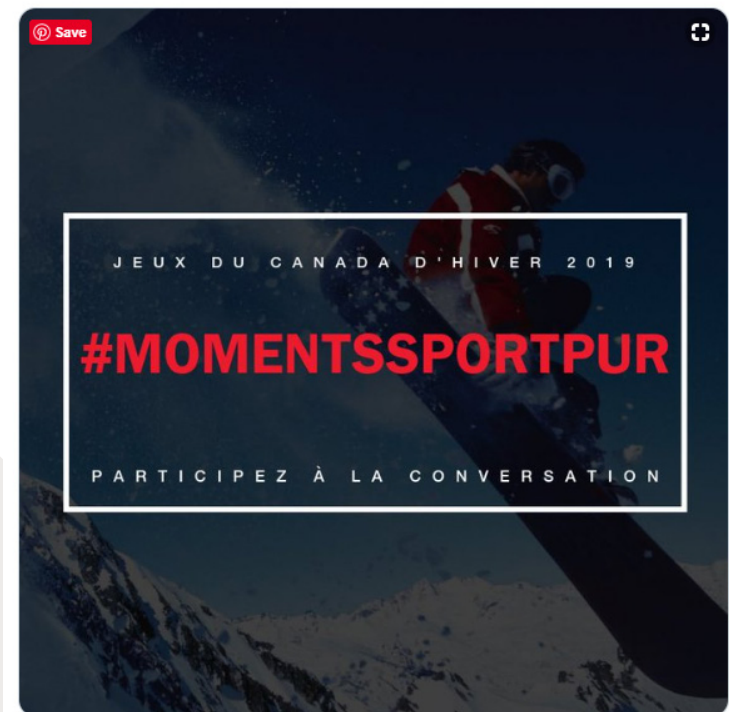 Save
JEUX DU CANADA D'HIVER 2019
#MOMENTSSPORTPUR
PARTICIPEZ À LA CONVERSATION